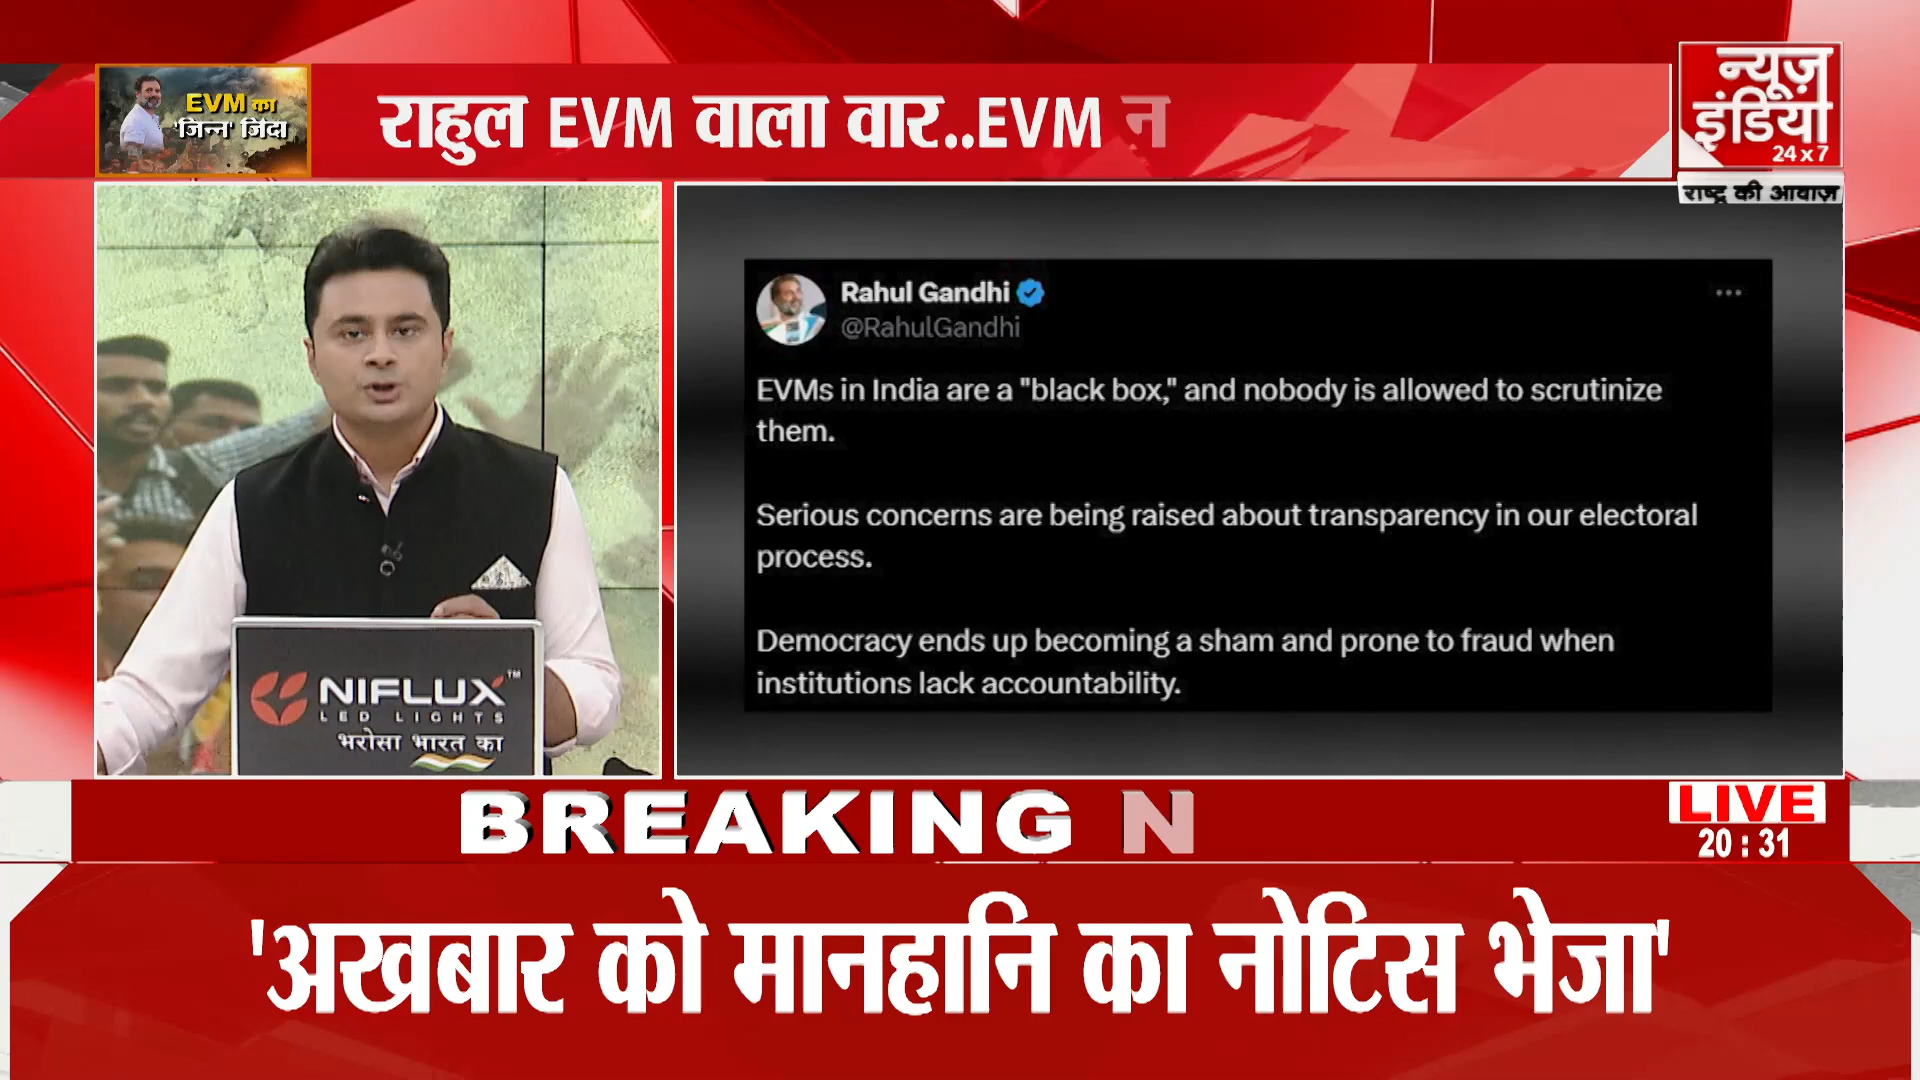 EVM का
'जिन्न' जिंदा
राहुल EVM वाला वार..EVM न
न्यूज़
इंडिया
24x7
राष्ट्र की आवाज़
Rahul Gandhi
@RahulGandhi
EVMs in India are a "black box," and nobody is allowed to scrutinize
them.
Serious concerns are being raised about transparency in our electoral
process.
Democracy ends up becoming a sham and prone to fraud when
institutions lack accountability.
NIFLUX™
LED LIGHTS
भरोसा भारत का
BREAKING N
LIVE
20:31
'अखबार को मानहानि का नोटिस भेजा'